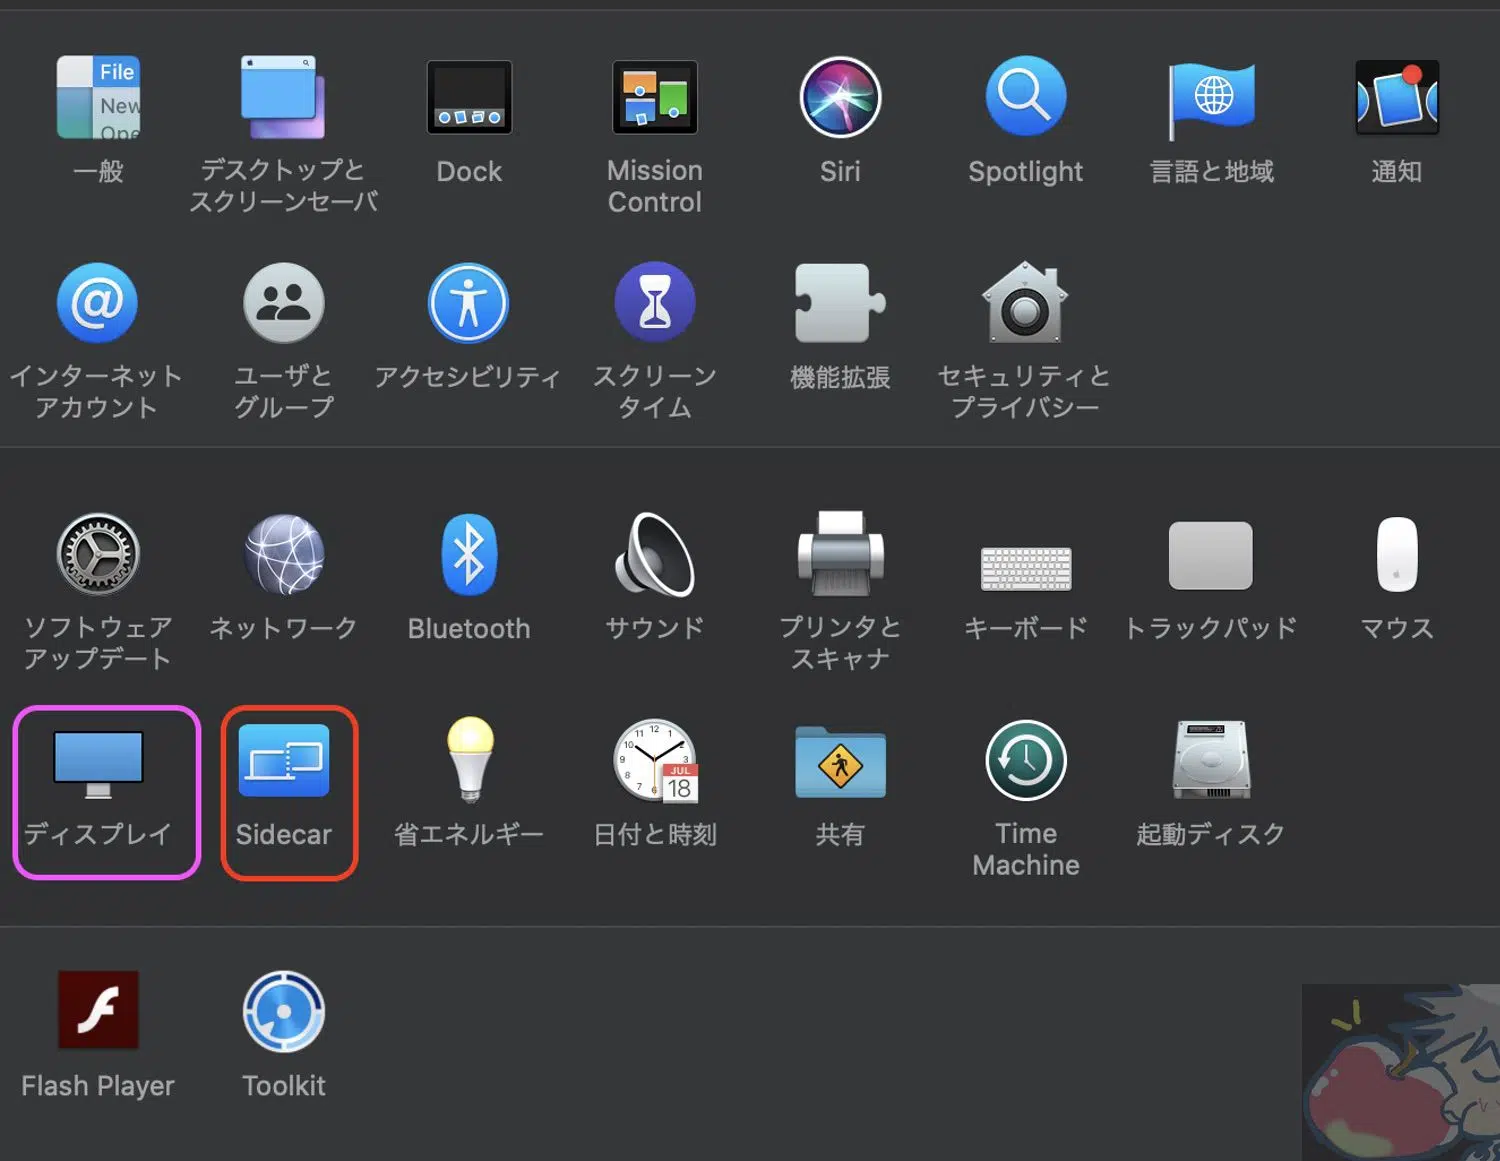 File
New
Ope
一般
デスクトップと
スクリーンセーバ
Dock
Mission
Control
Siri
Spotlight
言語と地域
通知
インターネット
アカウント
ユーザと
グループ
アクセシビリティ
スクリーン
タイム
機能拡張
セキュリティと
プライバシー
ソフトウェア
アップデート
ネットワーク
Bluetooth
サウンド
プリンタと
スキャナ
キーボード
トラックパッド
マウス
ディスプレイ
Sidecar
省エネルギー
JUL
18
日付と時刻
共有
Time
Machine
起動ディスク
Flash Player
Toolkit